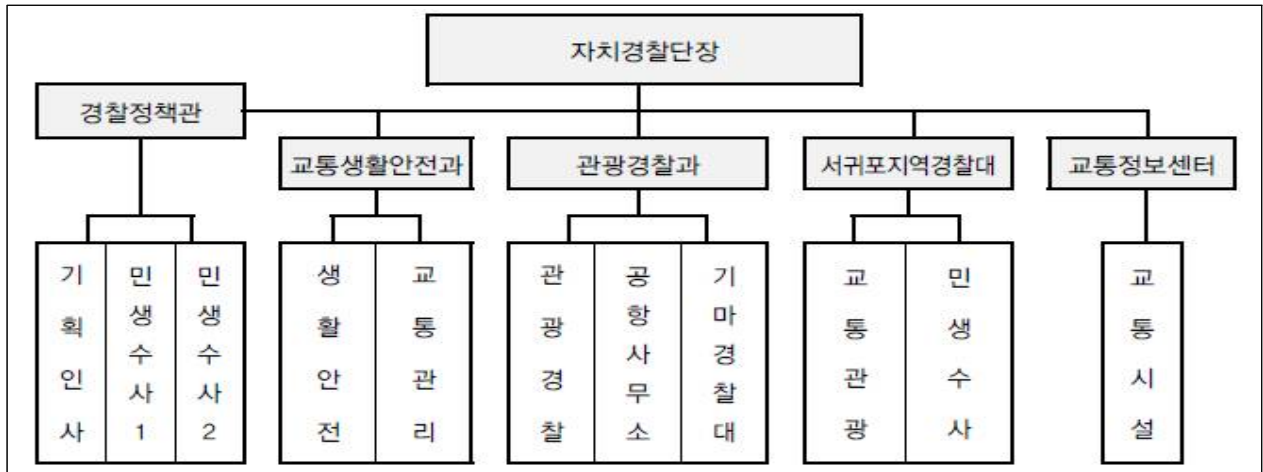 자치경찰단장
경찰정책관
교통생활안전과
관광경찰과
서귀포지역경찰대
교통정보센터
기획인사
민생수사1
민생수사2
생활안전
교통관리
관광경찰
공항사무소
기마경찰대
교통관광
민생수사
교통시설